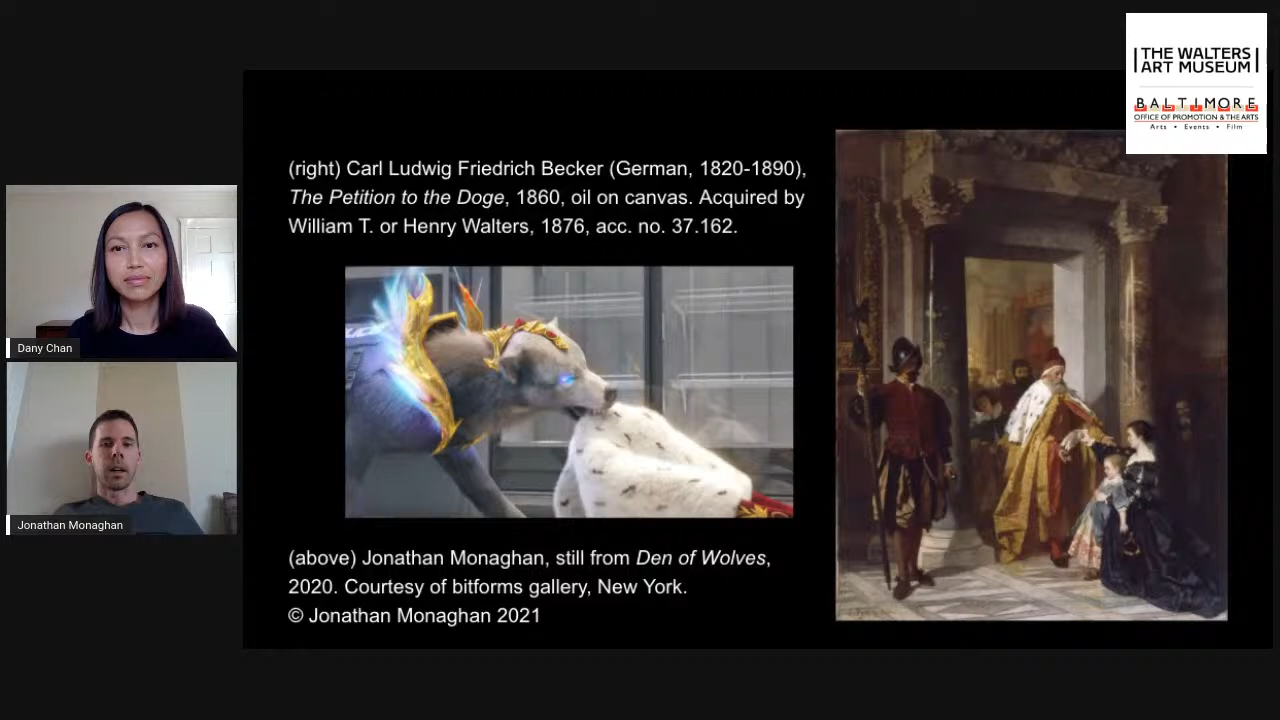 THE WALTERS
ART MUSEUM
BALTIMORE
OFFICE OF PROMOTION & THE ARTS
Arts • Events • Film
(right) Carl Ludwig Friedrich Becker (German, 1820-1890),
The Petition to the Doge, 1860, oil on canvas. Acquired by
William T. or Henry Walters, 1876, acc. no. 37.162.
Dany Chan
Jonathan Monaghan
(above) Jonathan Monaghan, still from Den of Wolves,
2020. Courtesy of bitforms gallery, New York.
© Jonathan Monaghan 2021